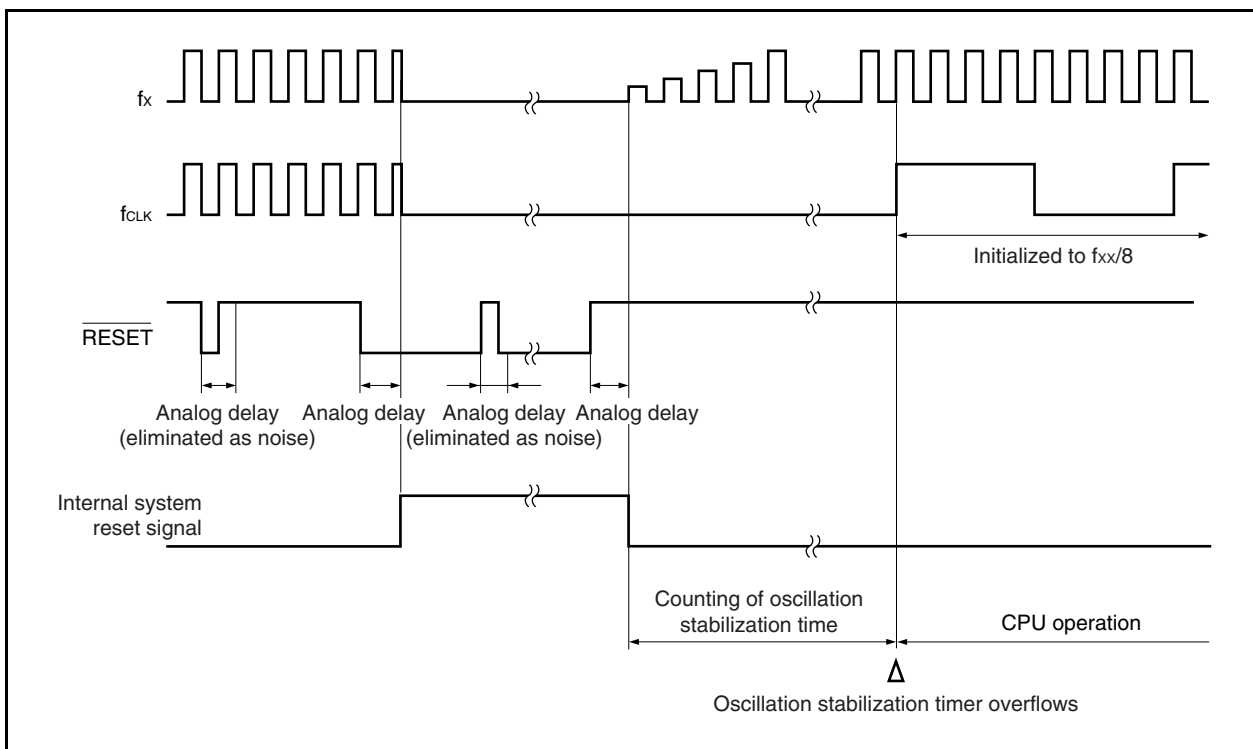 fX
fCLK
Initialized to fXX/8
RESET
Analog delay
(eliminated as noise)
Analog delay
Analog delay
(eliminated as noise)
Analog delay
Internal system
reset signal
Counting of oscillation
stabilization time
CPU operation
Oscillation stabilization timer overflows